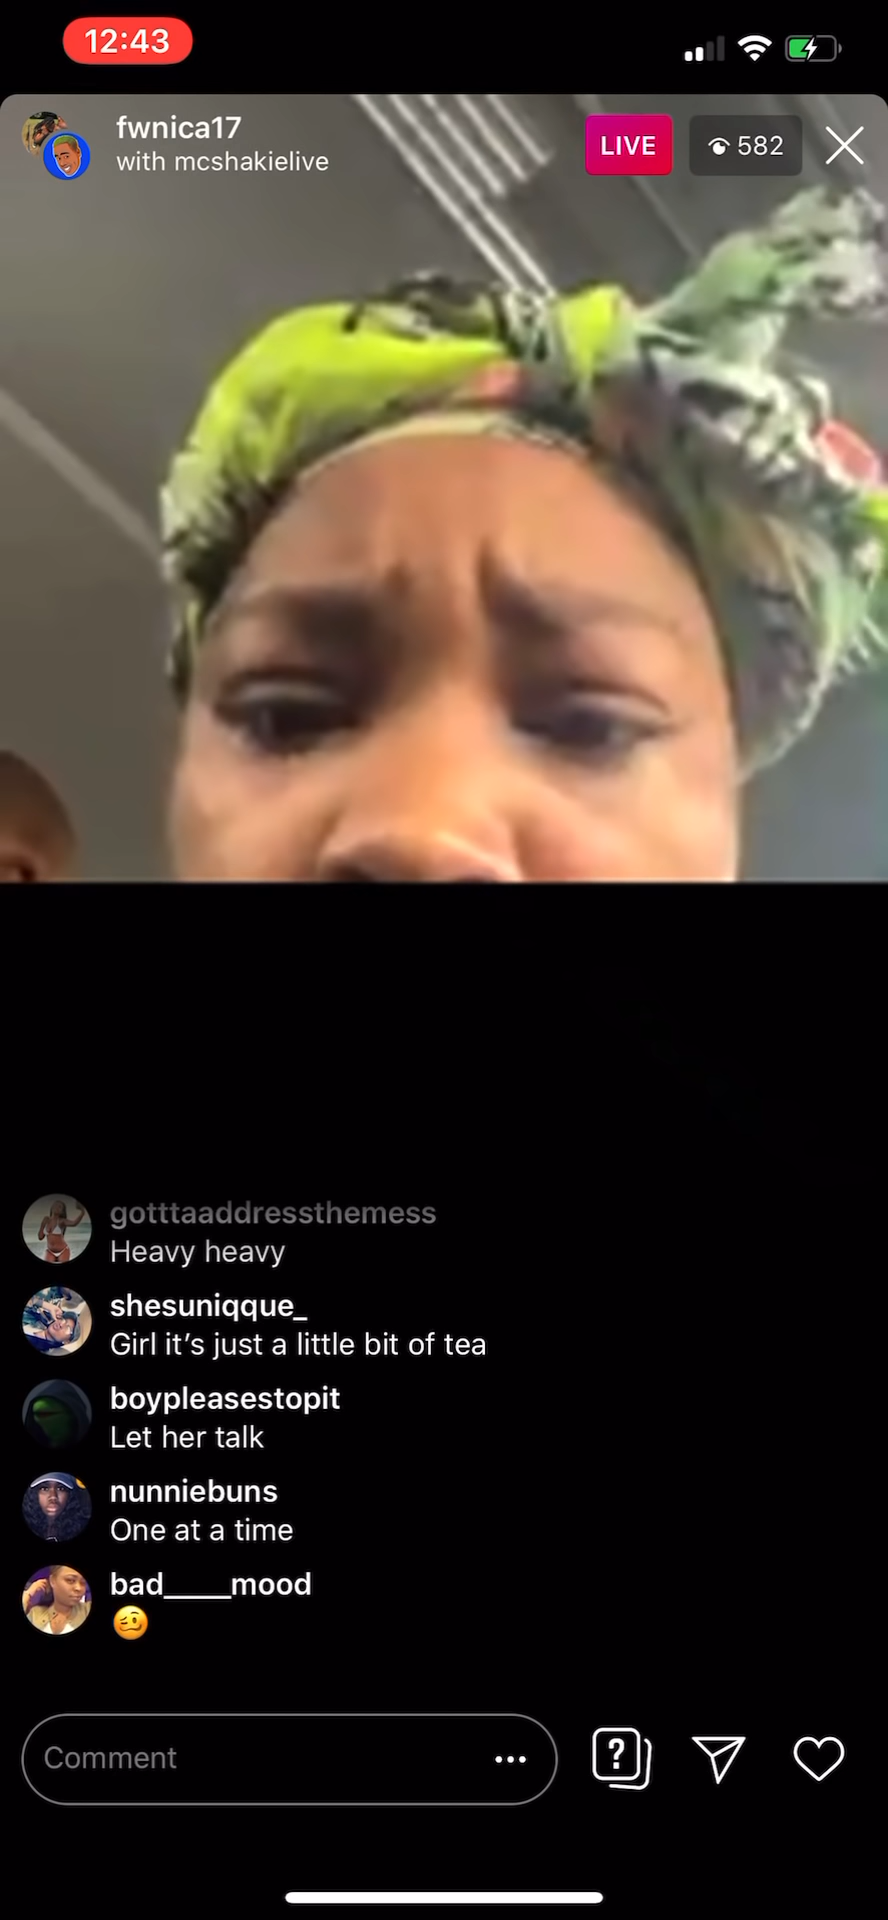 12:43
fwnica17
with mcshakielive
LIVE
582
gotttaaddressthemess
Heavy heavy
shesuniqque_
Girl it’s just a little bit of tea
boypleasestopit
Let her talk
nunniebuns
One at a time
bad____mood
🥴
Comment
?